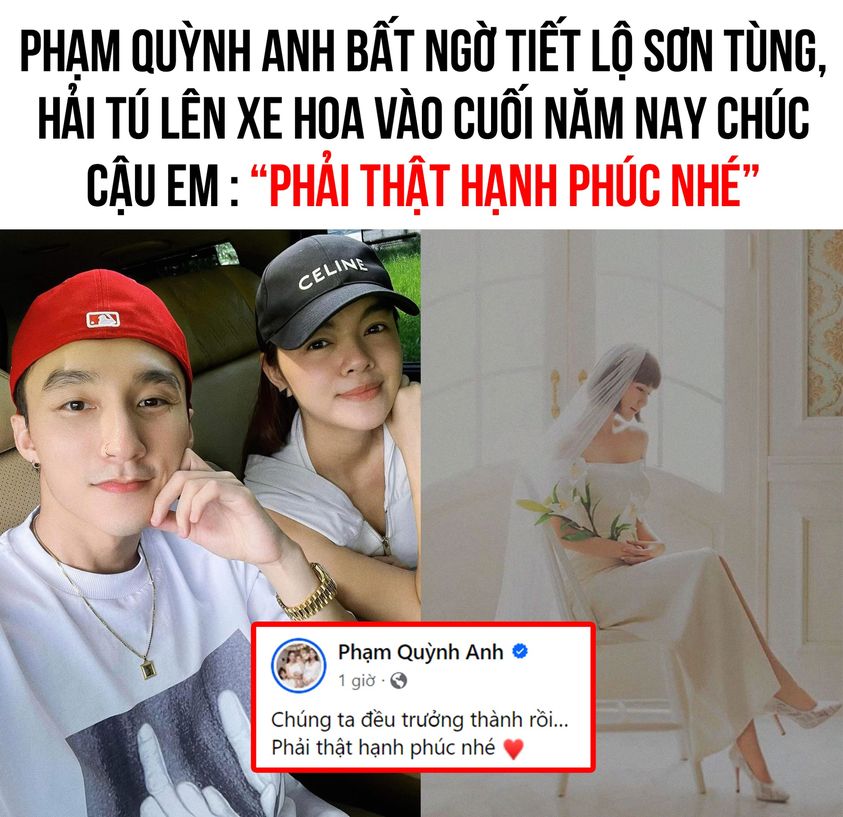 PHẠM QUỲNH ANH BẤT NGỜ TIẾT LỘ SƠN TÙNG,
HẢI TÚ LÊN XE HOA VÀO CUỐI NĂM NAY CHÚC
CẬU EM : “PHẢI THẬT HẠNH PHÚC NHÉ”
CELINE
Phạm Quỳnh Anh
1 giờ ·
Chúng ta đều trưởng thành rồi...
Phải thật hạnh phúc nhé ❤️